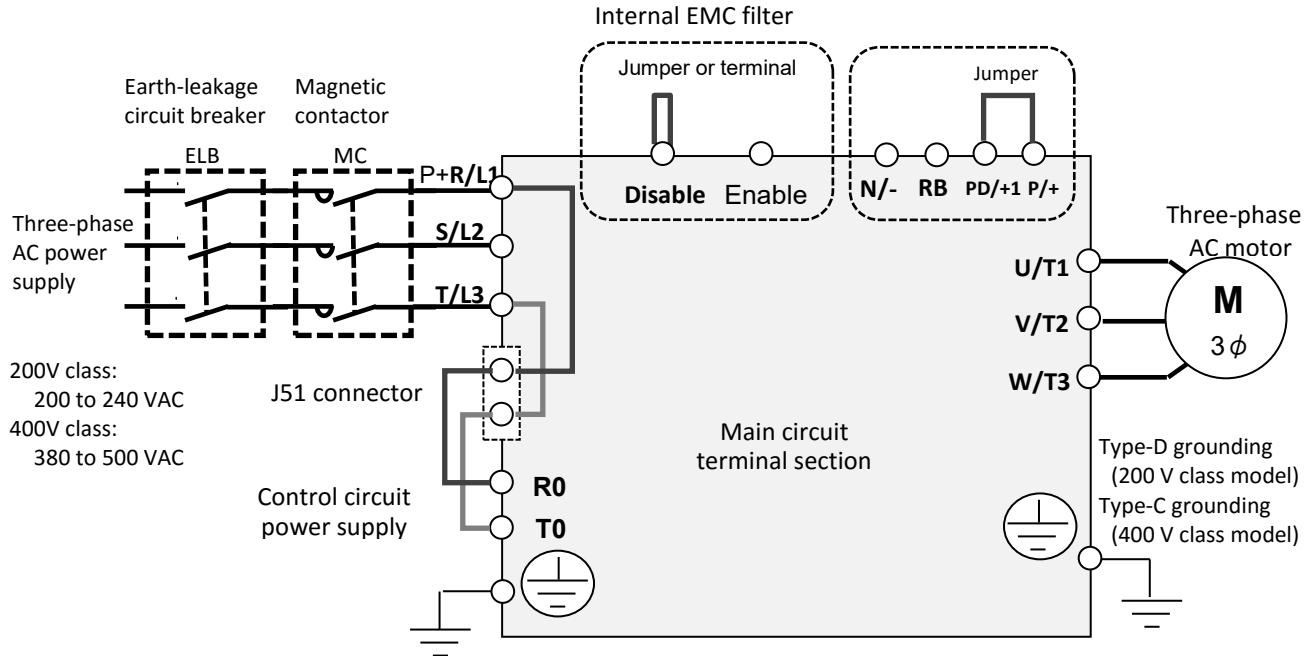 Internal EMC filter
Jumper or terminal
Jumper
Earth-leakage
circuit breaker
Magnetic
contactor
ELB
MC
P+R/L1
S/L2
T/L3
Disable
Enable
N/-
RB
PD/+1
P/+
Three-phase
AC power
supply
Three-phase
AC motor
U/T1
V/T2
W/T3
M
3ϕ
200V class:
200 to 240 VAC
400V class:
380 to 500 VAC
J51 connector
Main circuit
terminal section
Control circuit
power supply
R0
T0
Type-D grounding
(200 V class model)
Type-C grounding
(400 V class model)